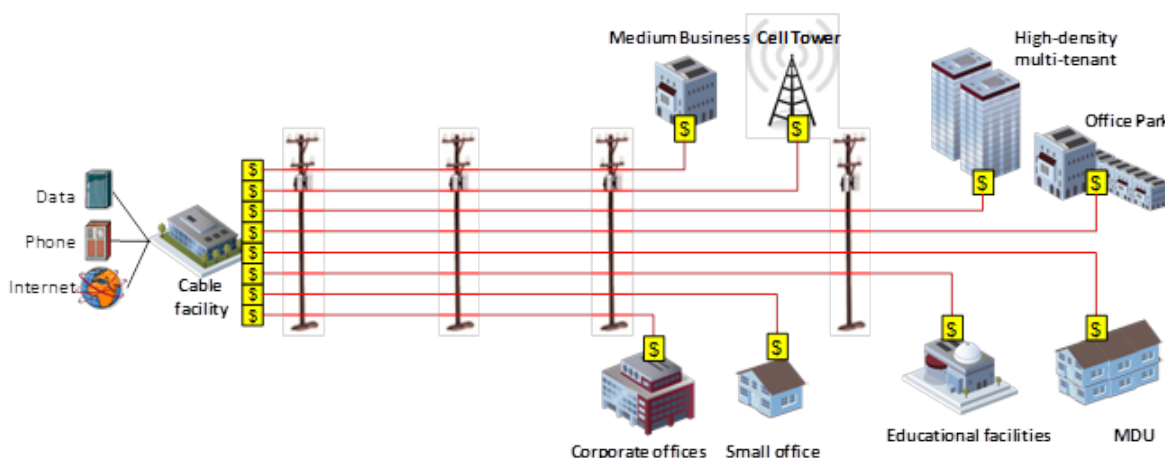 Medium Business
Cell Tower
High-density
multi-tenant
Office Park
$
$
$
$
$
$
$
$
$
$
$
$
Data
Phone
Internet
Cable
facility
$
$
$
$
Corporate offices
Small office
Educational facilities
MDU